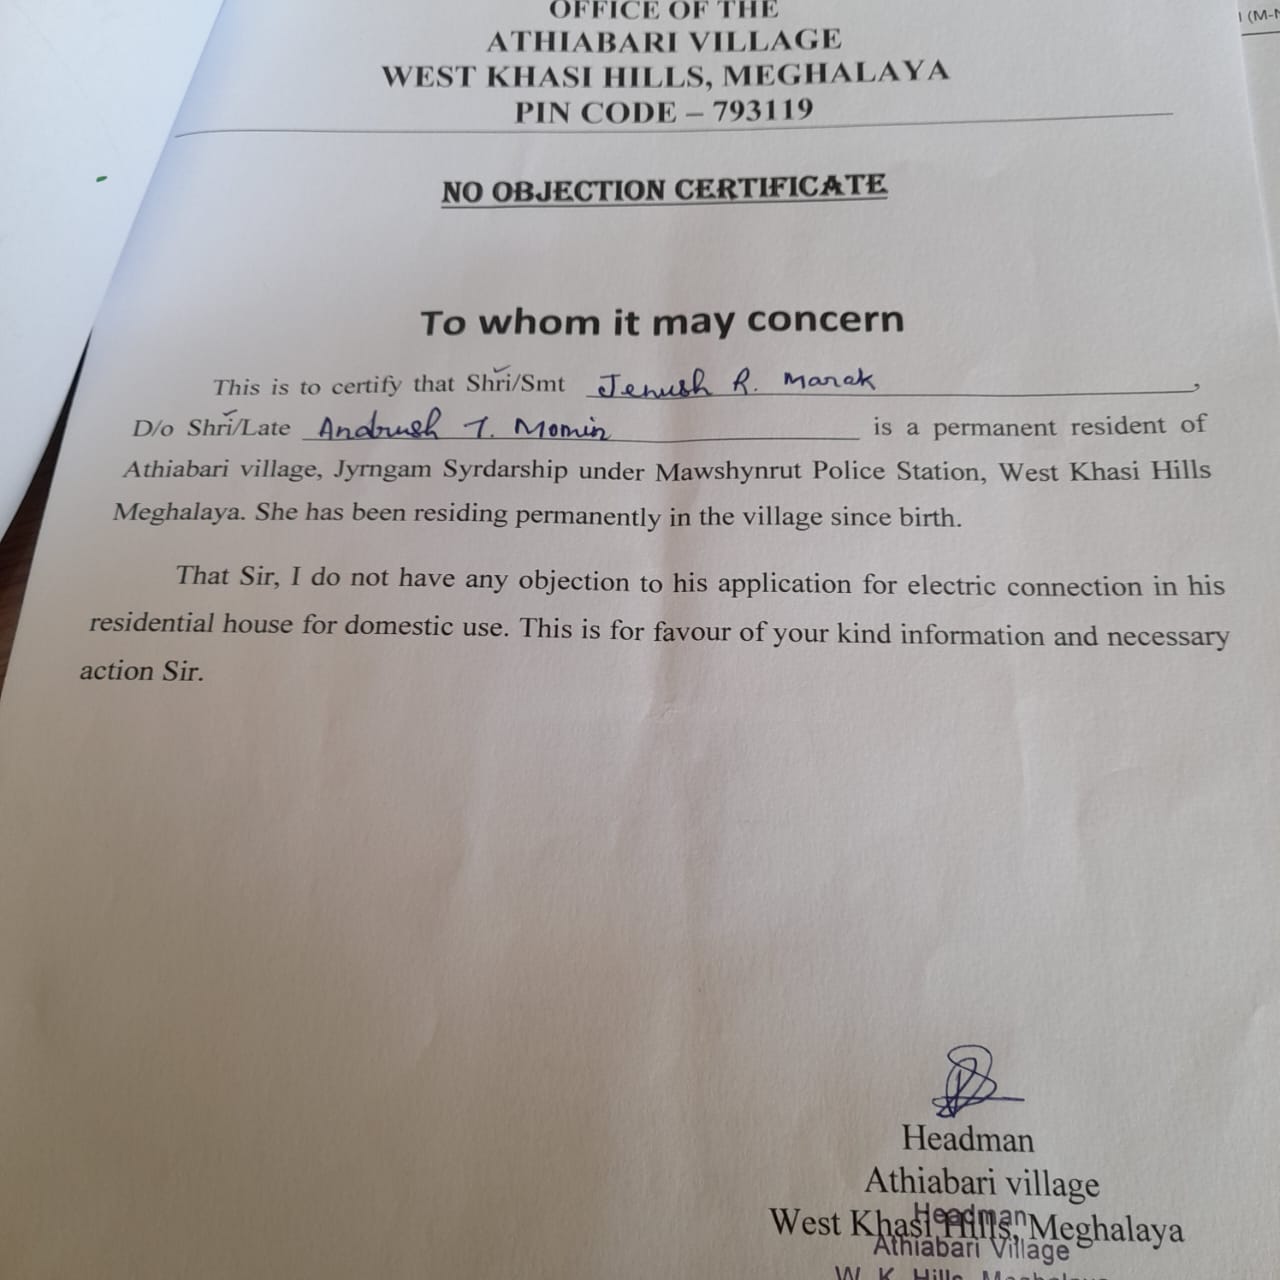 OFFICE OF THE
ATHIABARI VILLAGE
WEST KHASI HILLS, MEGHALAYA
PIN CODE – 793119
NO OBJECTION CERTIFICATE
To whom it may concern
This is to certify that Shri/Smt Jenush R. Marak,
D/o Shri/Late Anabrush T. Momin is a permanent resident of
Athiabari village, Jyrngam Syrdarship under Mawshynrut Police Station, West Khasi Hills
Meghalaya. She has been residing permanently in the village since birth.
That Sir, I do not have any objection to his application for electric connection in his
residential house for domestic use. This is for favour of your kind information and necessary
action Sir.
Headman
Athiabari village
West Khasi Hills, Meghalaya
Headman
Athiabari Village
W. K. Hills, Meghalaya